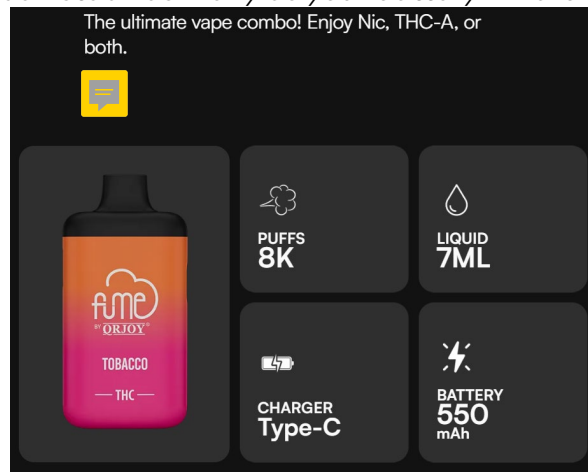 The ultimate vape combo! Enjoy Nic, THC-A, or
both.
fume
BY QRJOY
TOBACCO
— THC —
PUFFS
8K
LIQUID
7ML
CHARGER
Type-C
BATTERY
550
mAh